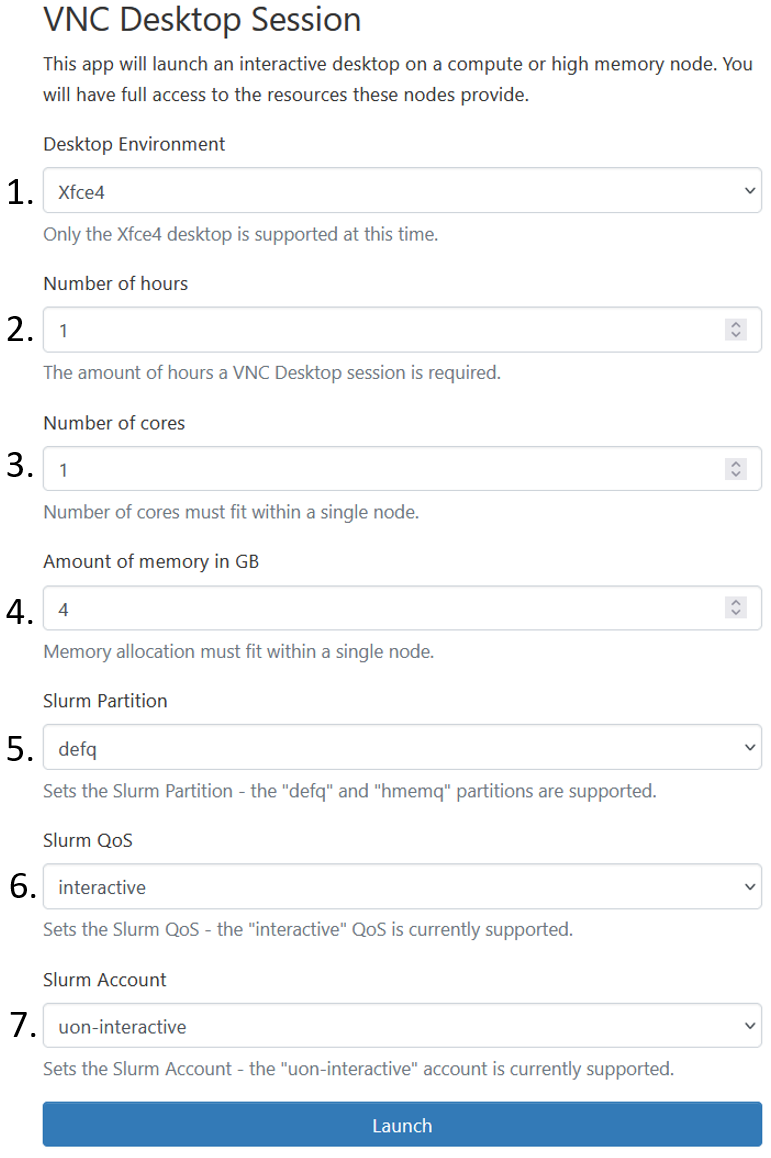 VNC Desktop Session
This app will launch an interactive desktop on a compute or high memory node. You
will have full access to the resources these nodes provide.
Desktop Environment
1. Xfce4
Only the Xfce4 desktop is supported at this time.
Number of hours
2. 1
The amount of hours a VNC Desktop session is required.
Number of cores
3. 1
Number of cores must fit within a single node.
Amount of memory in GB
4. 4
Memory allocation must fit within a single node.
Slurm Partition
5. defq
Sets the Slurm Partition - the "defq" and "hmemq" partitions are supported.
Slurm QoS
6. interactive
Sets the Slurm QoS - the "interactive" QoS is currently supported.
Slurm Account
7. uon-interactive
Sets the Slurm Account - the "uon-interactive" account is currently supported.
Launch